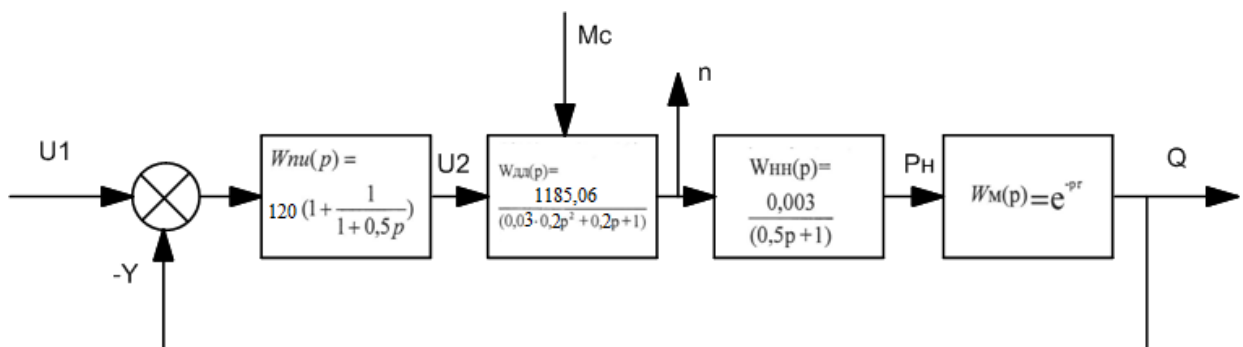 Mc
n
U1
-Y
Wпи(p) =
120 (1+ 1
1+0,5p )
U2
Wдд(p)=
1185,06
(0,03·0,2p² +0,2p+1)
Wнн(p)=
0,003
(0,5p+1)
Pн
Wм(p)=e^-pτ
Q